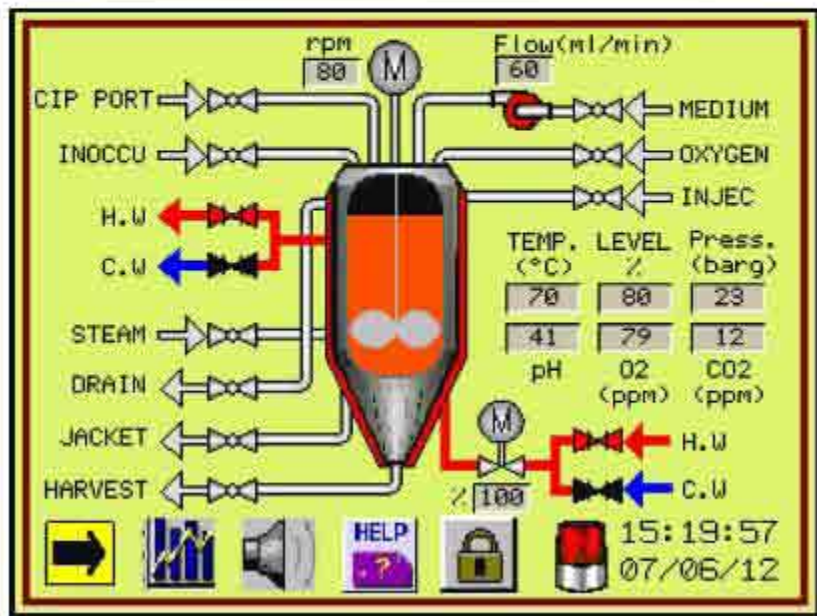 rpm
80
M
Flow(ml/min)
60
CIP PORT
MEDIUM
INOCCU
OXYGEN
INJEC
H.W
C.W
TEMP. LEVEL Press.
(°C) % (barg)
70 80 23
41 79 12
pH O2 CO2
(ppm) (ppm)
STEAM
DRAIN
JACKET
HARVEST
M
H.W
% 100
C.W
HELP
?
15:19:57
07/06/12